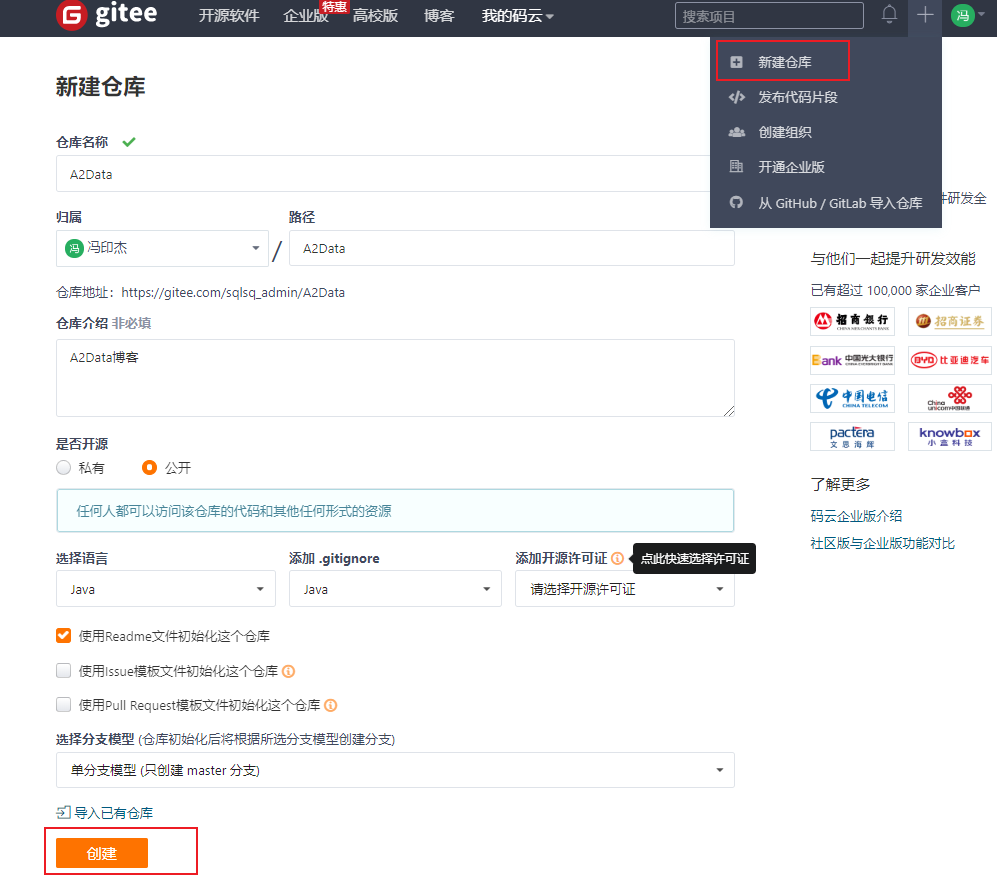 gitee 开源软件 企业版 特惠 高校版 博客 我的码云 搜索项目 冯
新建仓库
发布代码片段
创建组织
开通企业版
从 GitHub / GitLab 导入仓库
新建仓库
仓库名称
A2Data
归属 路径
冯 冯印杰 / A2Data
仓库地址：https://gitee.com/sqlsq_admin/A2Data
仓库介绍 非必填
A2Data博客
是否开源
私有 公开
任何人都可以访问该仓库的代码和其他任何形式的资源
选择语言 添加 .gitignore 添加开源许可证 点此快速选择许可证
Java Java 请选择开源许可证
使用Readme文件初始化这个仓库
使用Issue模板文件初始化这个仓库
使用Pull Request模板文件初始化这个仓库
选择分支模型 (仓库初始化后将根据所选分支模型创建分支)
单分支模型 (只创建 master 分支)
导入已有仓库
创建
件研发全
与他们一起提升研发效能
已有超过 100,000 家企业客户
招商银行 招商证券
CHINA MERCHANTS BANK
Bank 中国光大银行 BYD 比亚迪汽车
CHINA EVERBRIGHT BANK
中国电信 China
CHINA TELECOM unicom中国联通
pactera knowbox
文思海辉 小盒科技
了解更多
码云企业版介绍
社区版与企业版功能对比